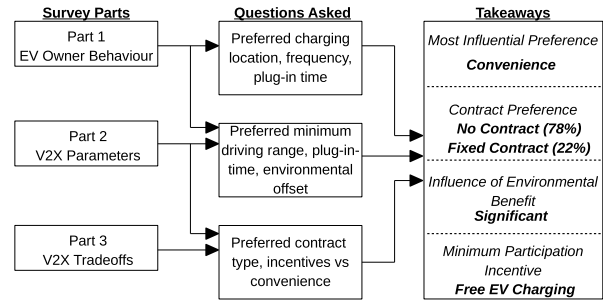 Survey Parts
Questions Asked
Takeaways
Part 1
EV Owner Behaviour
Preferred charging
location, frequency,
plug-in time
Most Influential Preference
Convenience
Part 2
V2X Parameters
Preferred minimum
driving range, plug-in-
time, environmental
offset
Contract Preference
No Contract (78%)
Fixed Contract (22%)
Influence of Environmental
Benefit
Significant
Part 3
V2X Tradeoffs
Preferred contract
type, incentives vs
convenience
Minimum Participation
Incentive
Free EV Charging